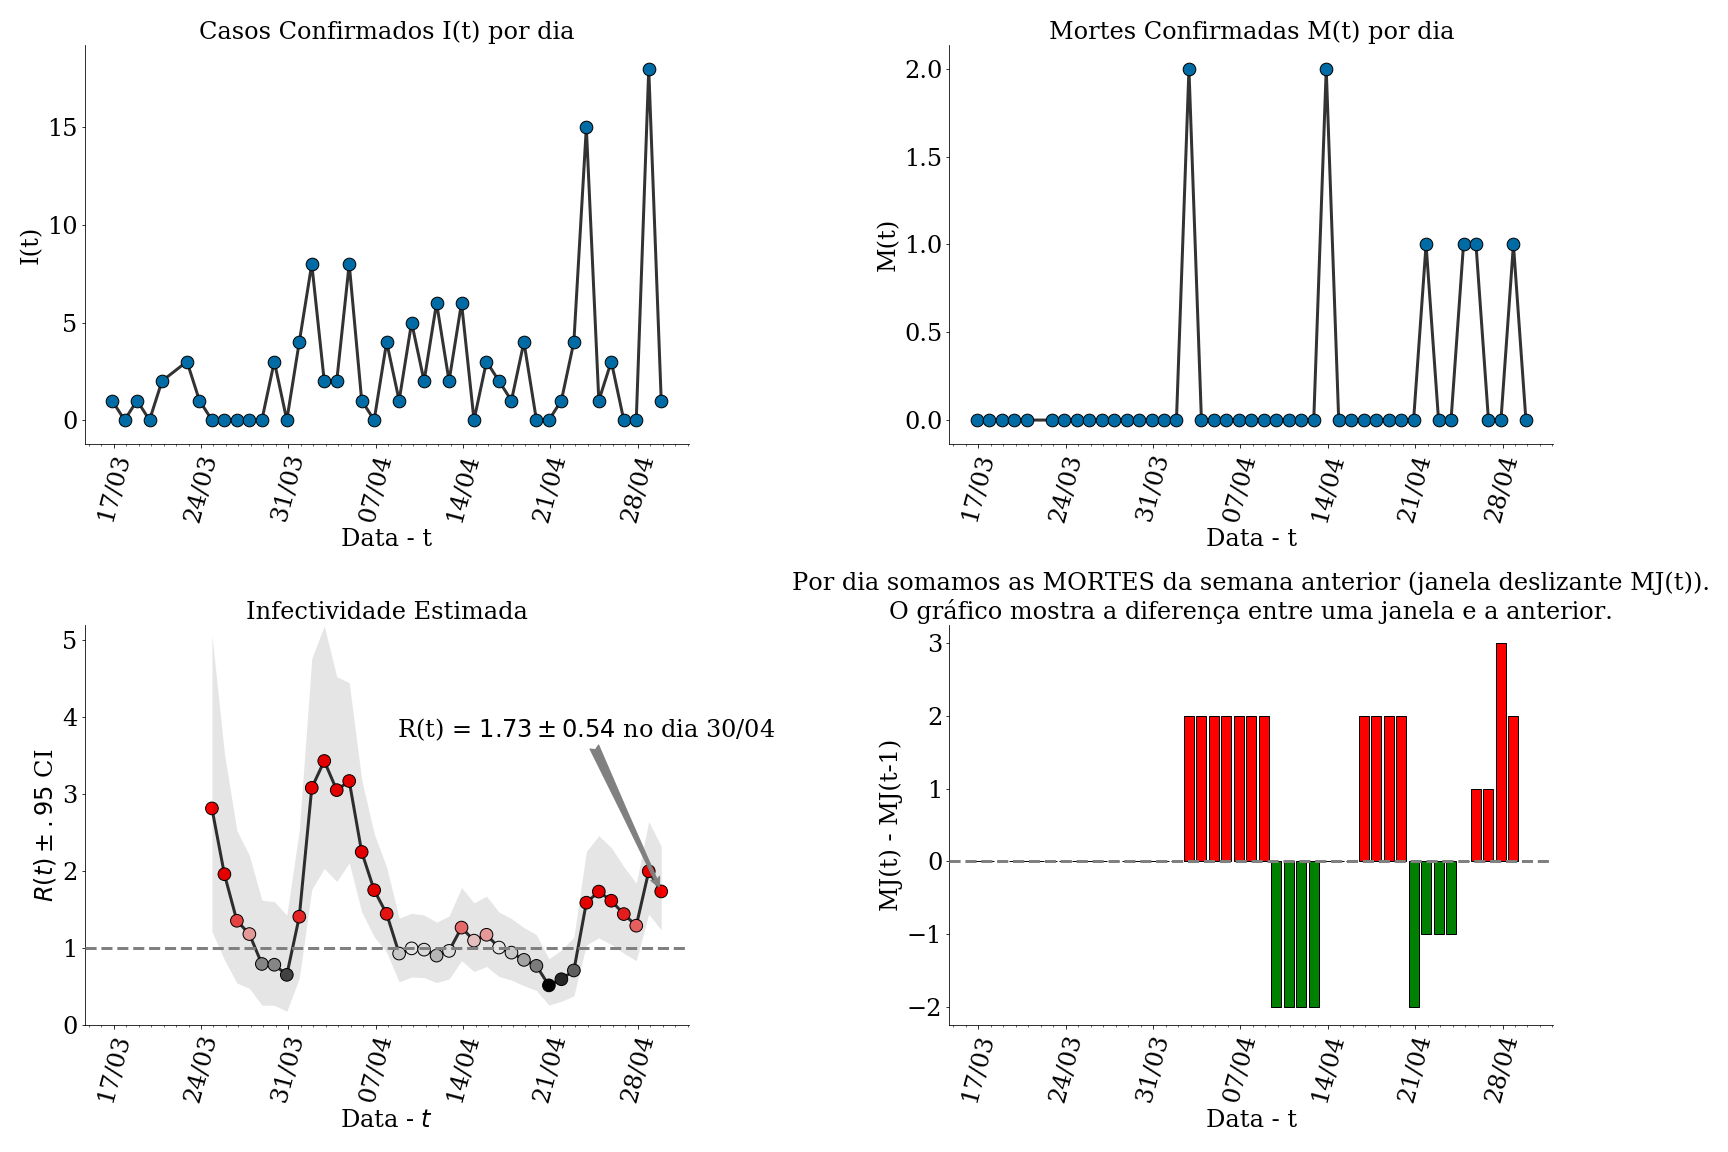 Casos Confirmados I(t) por dia
I(t)
15
10
5
0
17/03 24/03 31/03 07/04 14/04 21/04 28/04
Data - t
Mortes Confirmadas M(t) por dia
M(t)
2.0
1.5
1.0
0.5
0.0
17/03 24/03 31/03 07/04 14/04 21/04 28/04
Data - t
Infectividade Estimada
R(t) ± .95 CI
5
4
3
2
1
0
R(t) = 1.73 ± 0.54 no dia 30/04
17/03 24/03 31/03 07/04 14/04 21/04 28/04
Data - t
Por dia somamos as MORTES da semana anterior (janela deslizante MJ(t)).
O gráfico mostra a diferença entre uma janela e a anterior.
MJ(t) - MJ(t-1)
3
2
1
0
−1
−2
17/03 24/03 31/03 07/04 14/04 21/04 28/04
Data - t